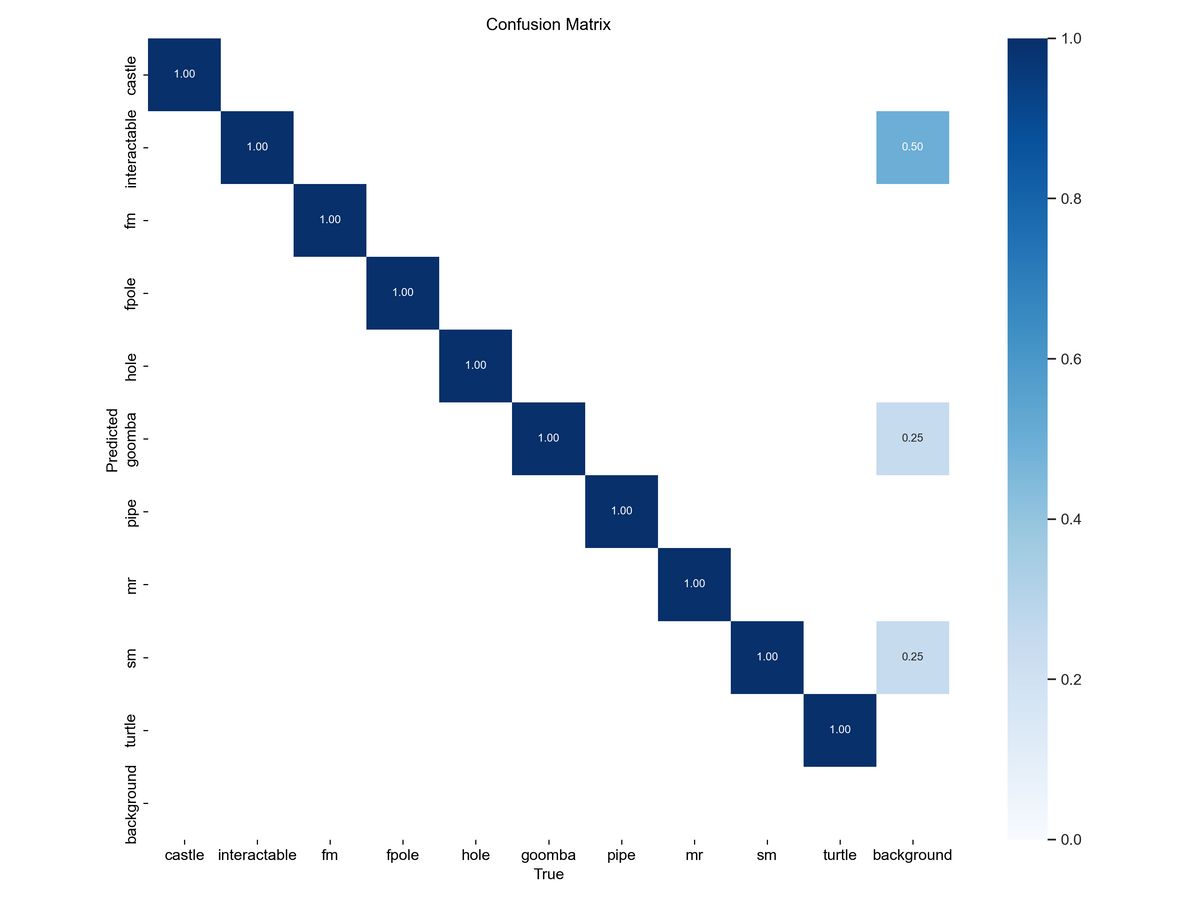 Confusion Matrix
castle
interactable
fm
fpole
hole
goomba
pipe
mr
sm
turtle
background
Predicted
1.00
1.00
0.50
1.00
1.00
1.00
1.00
0.25
1.00
1.00
1.00
0.25
1.00
castle interactable fm fpole hole goomba pipe mr sm turtle background
True
1.0
0.8
0.6
0.4
0.2
0.0